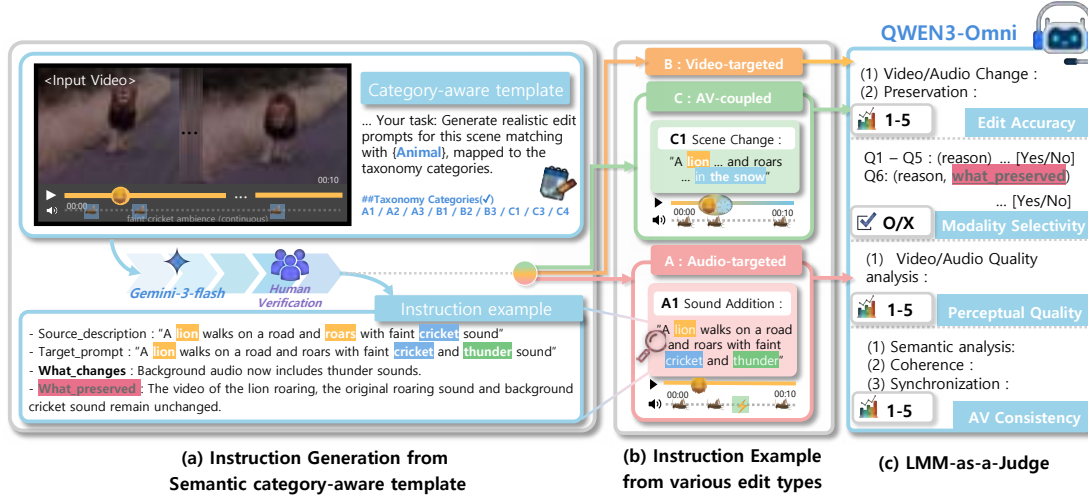 <Input Video>
00:10
00:00
faint cricket ambience (continuous)
Category-aware template
... Your task: Generate realistic edit
prompts for this scene matching
with {Animal}, mapped to the
taxonomy categories.
##Taxonomy Categories(√)
A1 / A2 / A3 / B1 / B2 / B3 / C1 / C3 / C4
Gemini-3-flash
Human
Verification
Instruction example
- Source_description : "A lion walks on a road and roars with faint cricket sound"
- Target_prompt : "A lion walks on a road and roars with faint cricket and thunder sound"
- What_changes : Background audio now includes thunder sounds.
- What_preserved : The video of the lion roaring, the original roaring sound and background
cricket sound remain unchanged.
(a) Instruction Generation from
Semantic category-aware template
B : Video-targeted
C : AV-coupled
C1 Scene Change :
"A lion ... and roars
... in the snow"
00:00 00:10
A : Audio-targeted
A1 Sound Addition :
"A lion walks on a road
and roars with faint
cricket and thunder"
00:00 00:10
(b) Instruction Example
from various edit types
QWEN3-Omni
(1) Video/Audio Change :
(2) Preservation :
1-5
Edit Accuracy
Q1 – Q5 : (reason) ... [Yes/No]
Q6: (reason, what_preserved)
... [Yes/No]
O/X
Modality Selectivity
(1) Video/Audio Quality
analysis :
1-5
Perceptual Quality
(1) Semantic analysis:
(2) Coherence :
(3) Synchronization :
1-5
AV Consistency
(c) LMM-as-a-Judge